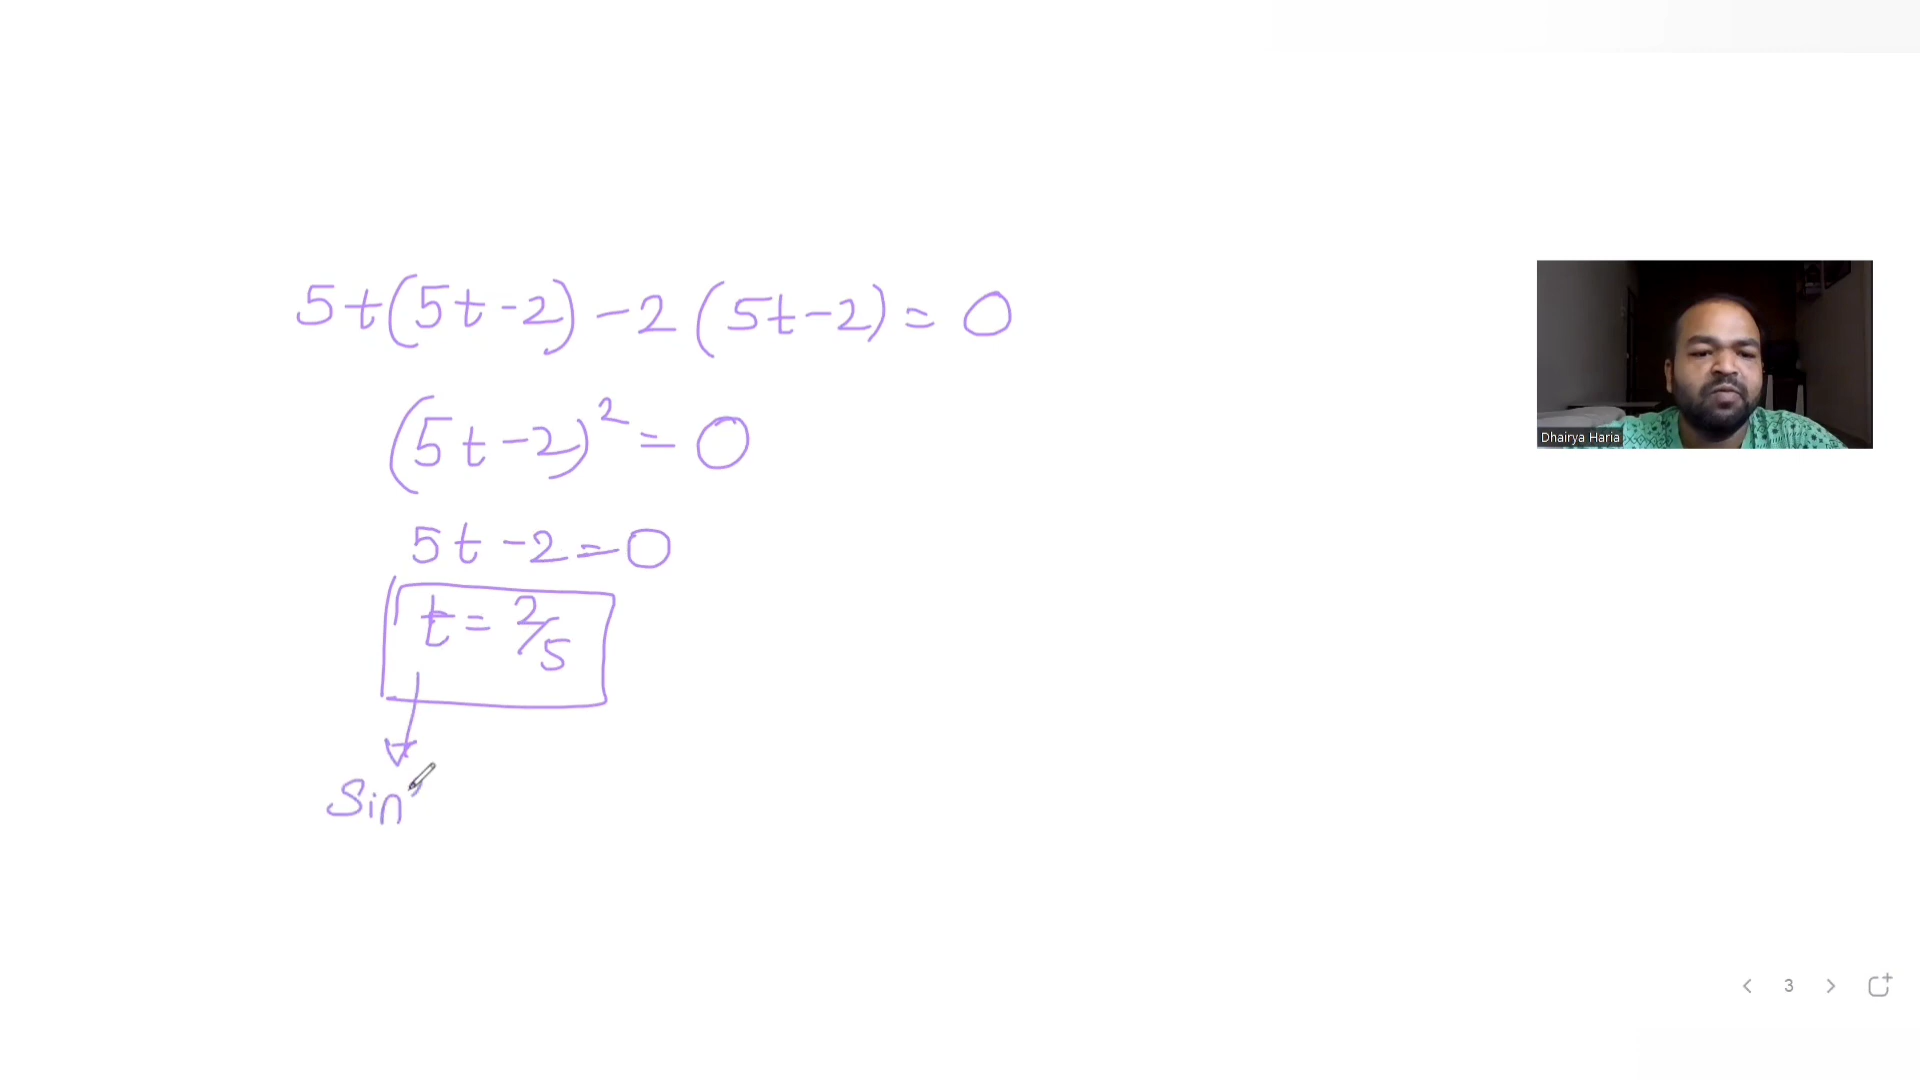 5t(5t-2)-2(5t-2)=0
(5t-2)²=0
5t-2=0
t=2/5
Sin
Dhairya Haria
3